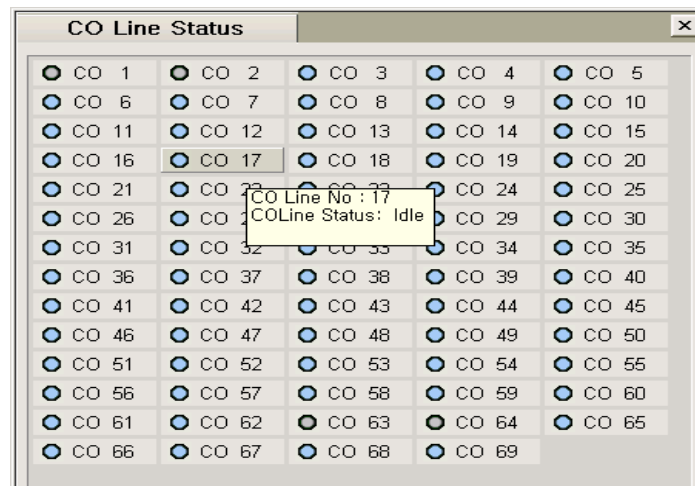 CO Line Status
CO 1 CO 2 CO 3 CO 4 CO 5
CO 6 CO 7 CO 8 CO 9 CO 10
CO 11 CO 12 CO 13 CO 14 CO 15
CO 16 CO 17 CO 18 CO 19 CO 20
CO 21 CO CO 24 CO 25
CO Line No : 17
COLine Status: Idle
CO 26 CO CO 29 CO 30
CO 31 CO 32 CO 33 CO 34 CO 35
CO 36 CO 37 CO 38 CO 39 CO 40
CO 41 CO 42 CO 43 CO 44 CO 45
CO 46 CO 47 CO 48 CO 49 CO 50
CO 51 CO 52 CO 53 CO 54 CO 55
CO 56 CO 57 CO 58 CO 59 CO 60
CO 61 CO 62 CO 63 CO 64 CO 65
CO 66 CO 67 CO 68 CO 69